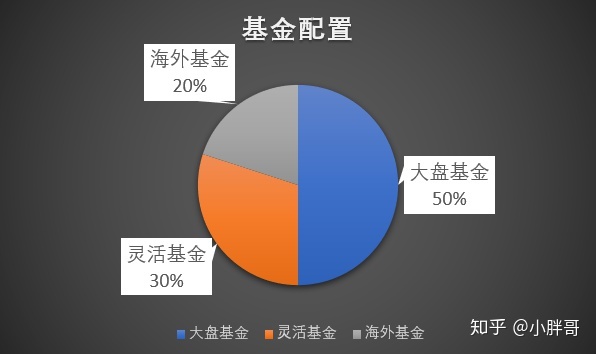 基金配置
海外基金
20%
大盘基金
50%
灵活基金
30%
大盘基金 灵活基金 海外基金
知乎 @小胖哥